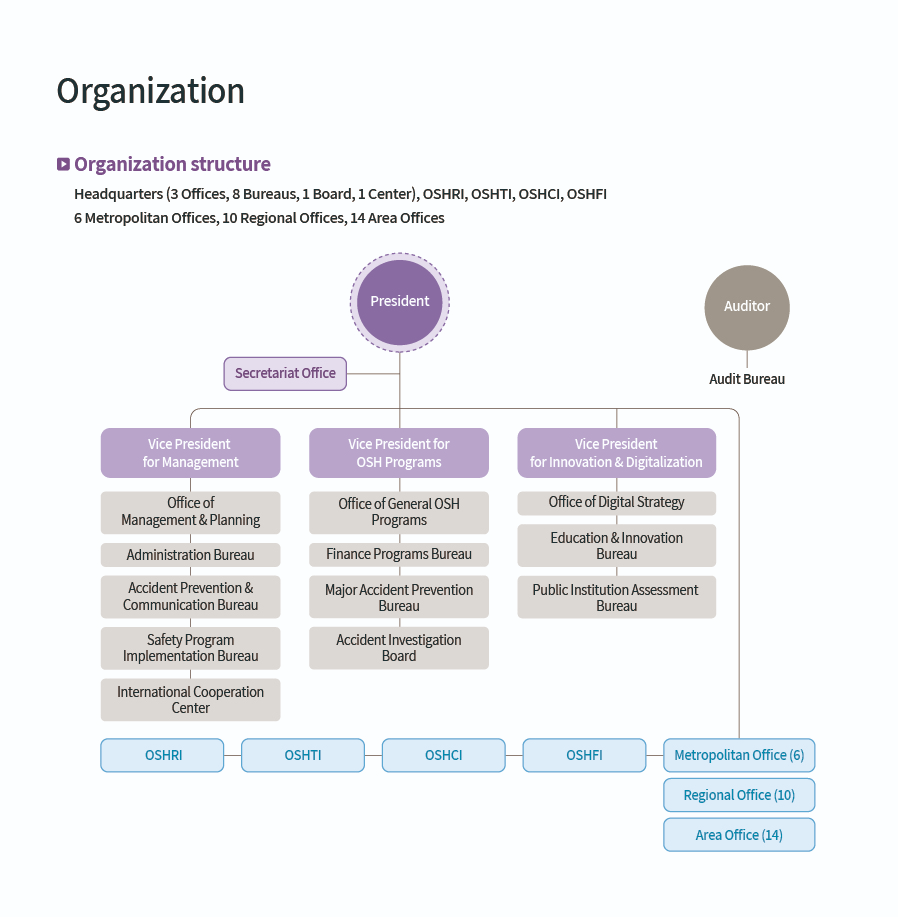 Organization
Organization structure
Headquarters (3 Offices, 8 Bureaus, 1 Board, 1 Center), OSHRI, OSHTI, OSHCI, OSHFI
6 Metropolitan Offices, 10 Regional Offices, 14 Area Offices
President
Auditor
Secretariat Office
Audit Bureau
Vice President
for Management
Office of
Management & Planning
Administration Bureau
Accident Prevention &
Communication Bureau
Safety Program
Implementation Bureau
International Cooperation
Center
Vice President for
OSH Programs
Office of General OSH
Programs
Finance Programs Bureau
Major Accident Prevention
Bureau
Accident Investigation
Board
Vice President
for Innovation & Digitalization
Office of Digital Strategy
Education & Innovation
Bureau
Public Institution Assessment
Bureau
OSHRI
OSHTI
OSHCI
OSHFI
Metropolitan Office (6)
Regional Office (10)
Area Office (14)